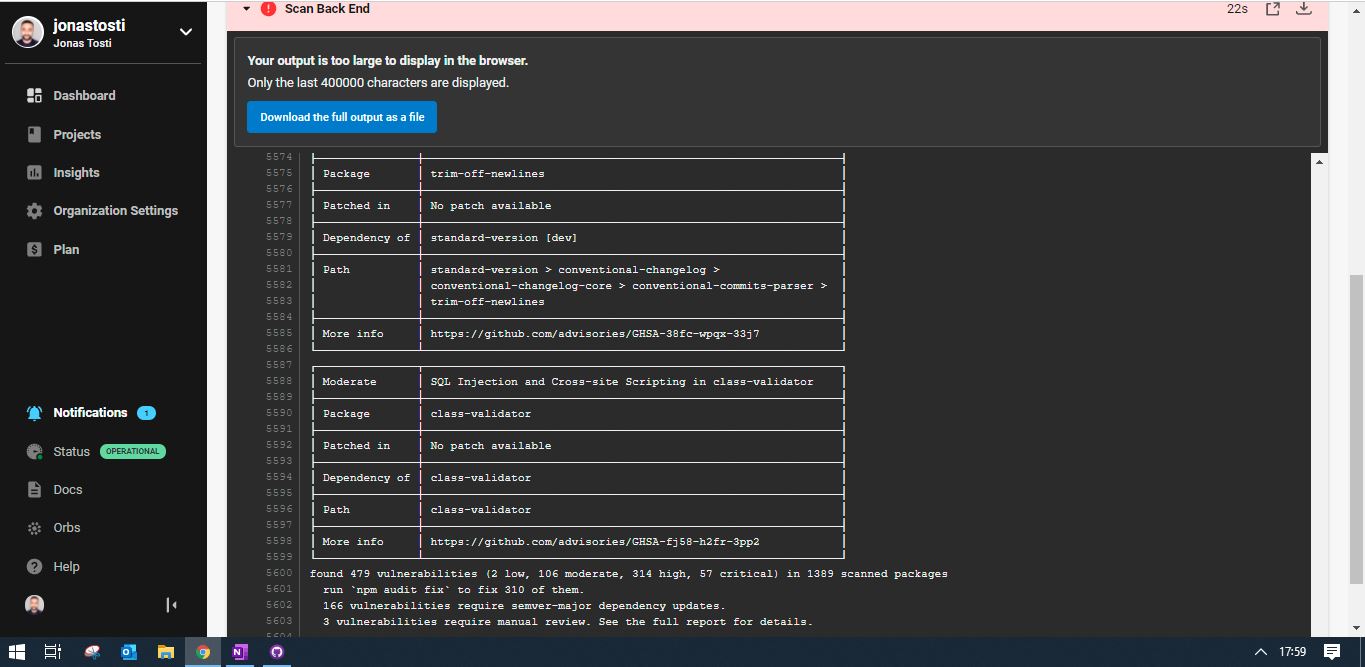 jonastosti
Jonas Tosti
Dashboard
Projects
Insights
Organization Settings
Plan
Notifications 1
Status OPERATIONAL
Docs
Orbs
Help
Scan Back End 22s
Your output is too large to display in the browser.
Only the last 400000 characters are displayed.
Download the full output as a file
5574
5575 Package trim-off-newlines
5576
5577 Patched in No patch available
5578
5579 Dependency of standard-version [dev]
5580
5581 Path standard-version > conventional-changelog >
5582 conventional-changelog-core > conventional-commits-parser >
5583 trim-off-newlines
5584
5585 More info https://github.com/advisories/GHSA-38fc-wpqx-33j7
5586
5587
5588 Moderate SQL Injection and Cross-site Scripting in class-validator
5589
5590 Package class-validator
5591
5592 Patched in No patch available
5593
5594 Dependency of class-validator
5595
5596 Path class-validator
5597
5598 More info https://github.com/advisories/GHSA-fj58-h2fr-3pp2
5599
5600 found 479 vulnerabilities (2 low, 106 moderate, 314 high, 57 critical) in 1389 scanned packages
5601 run `npm audit fix` to fix 310 of them.
5602 166 vulnerabilities require semver-major dependency updates.
5603 3 vulnerabilities require manual review. See the full report for details.
5604
17:59